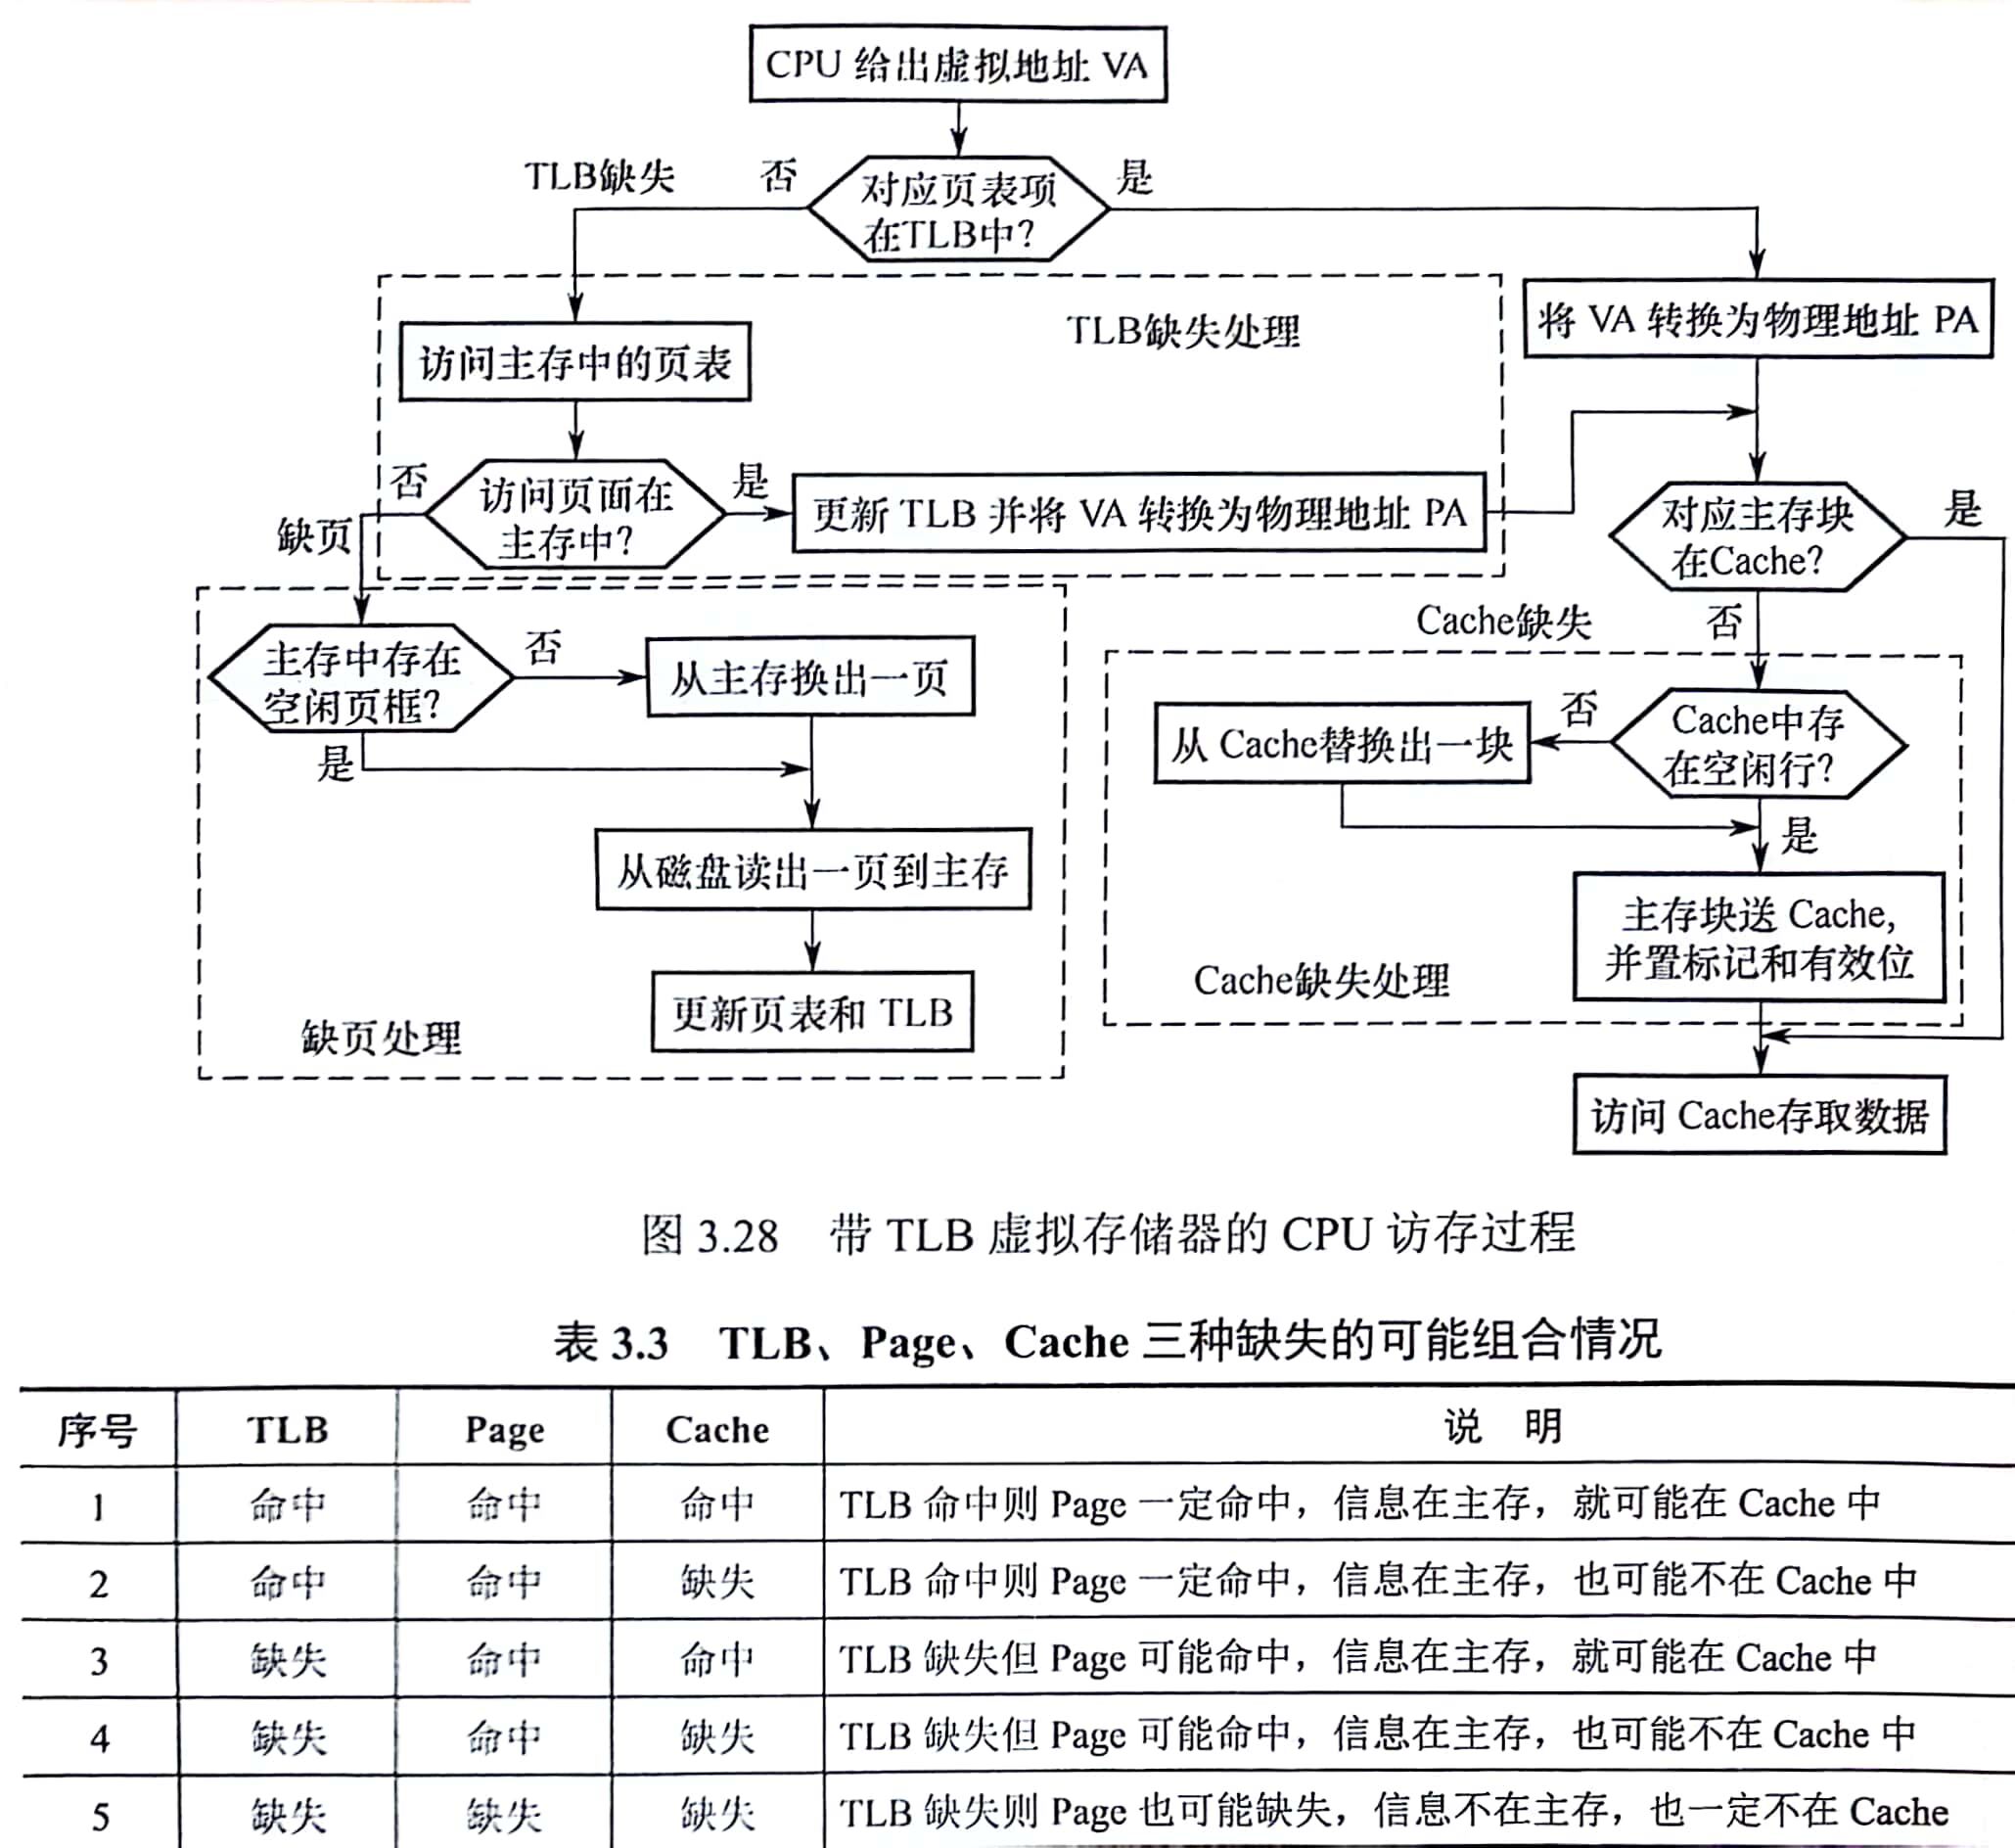 CPU 给出虚拟地址 VA
TLB缺失
否
对应页表项
在TLB中?
是
TLB缺失处理
访问主存中的页表
将 VA 转换为物理地址 PA
否
访问页面在
主存中?
是
更新 TLB 并将 VA 转换为物理地址 PA
对应主存块
在Cache?
是
缺页
Cache缺失
否
主存中存在
空闲页框?
否
从主存换出一页
是
从 Cache替换出一块
否
Cache中存
在空闲行?
是
从磁盘读出一页到主存
主存块送 Cache,
并置标记和有效位
Cache缺失处理
更新页表和 TLB
缺页处理
访问 Cache存取数据
图 3.28 带 TLB 虚拟存储器的 CPU 访存过程
表 3.3 TLB、Page、Cache 三种缺失的可能组合情况
序号 TLB Page Cache 说 明
1 命中 命中 命中 TLB 命中则 Page 一定命中，信息在主存，就可能在 Cache 中
2 命中 命中 缺失 TLB 命中则 Page 一定命中，信息在主存，也可能不在 Cache 中
3 缺失 命中 命中 TLB 缺失但 Page 可能命中，信息在主存，就可能在 Cache 中
4 缺失 命中 缺失 TLB 缺失但 Page 可能命中，信息在主存，也可能不在 Cache 中
5 缺失 缺失 缺失 TLB 缺失则 Page 也可能缺失，信息不在主存，也一定不在 Cache